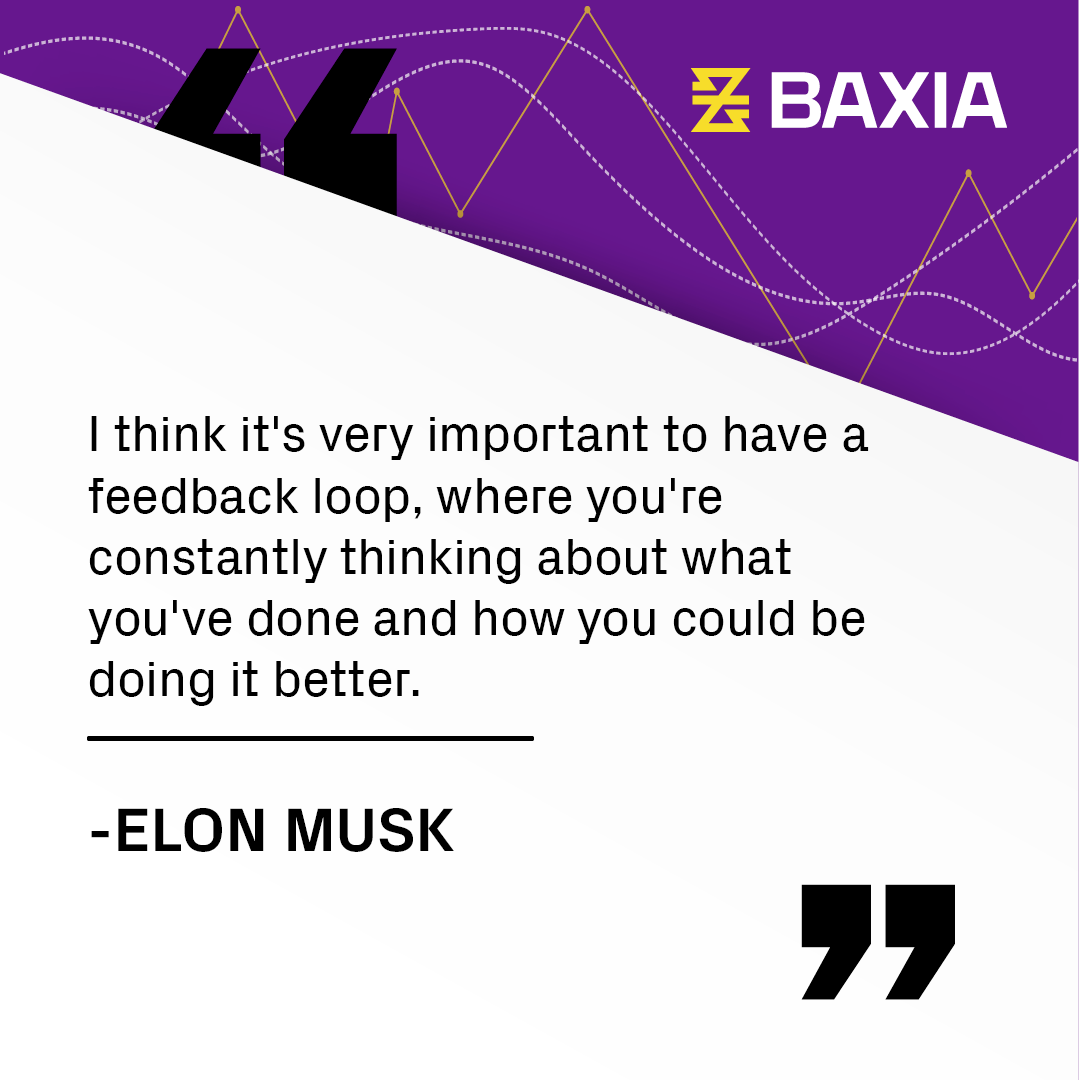 BAXIA
I think it's very important to have a
feedback loop, where you're
constantly thinking about what
you've done and how you could be
doing it better.
-ELON MUSK